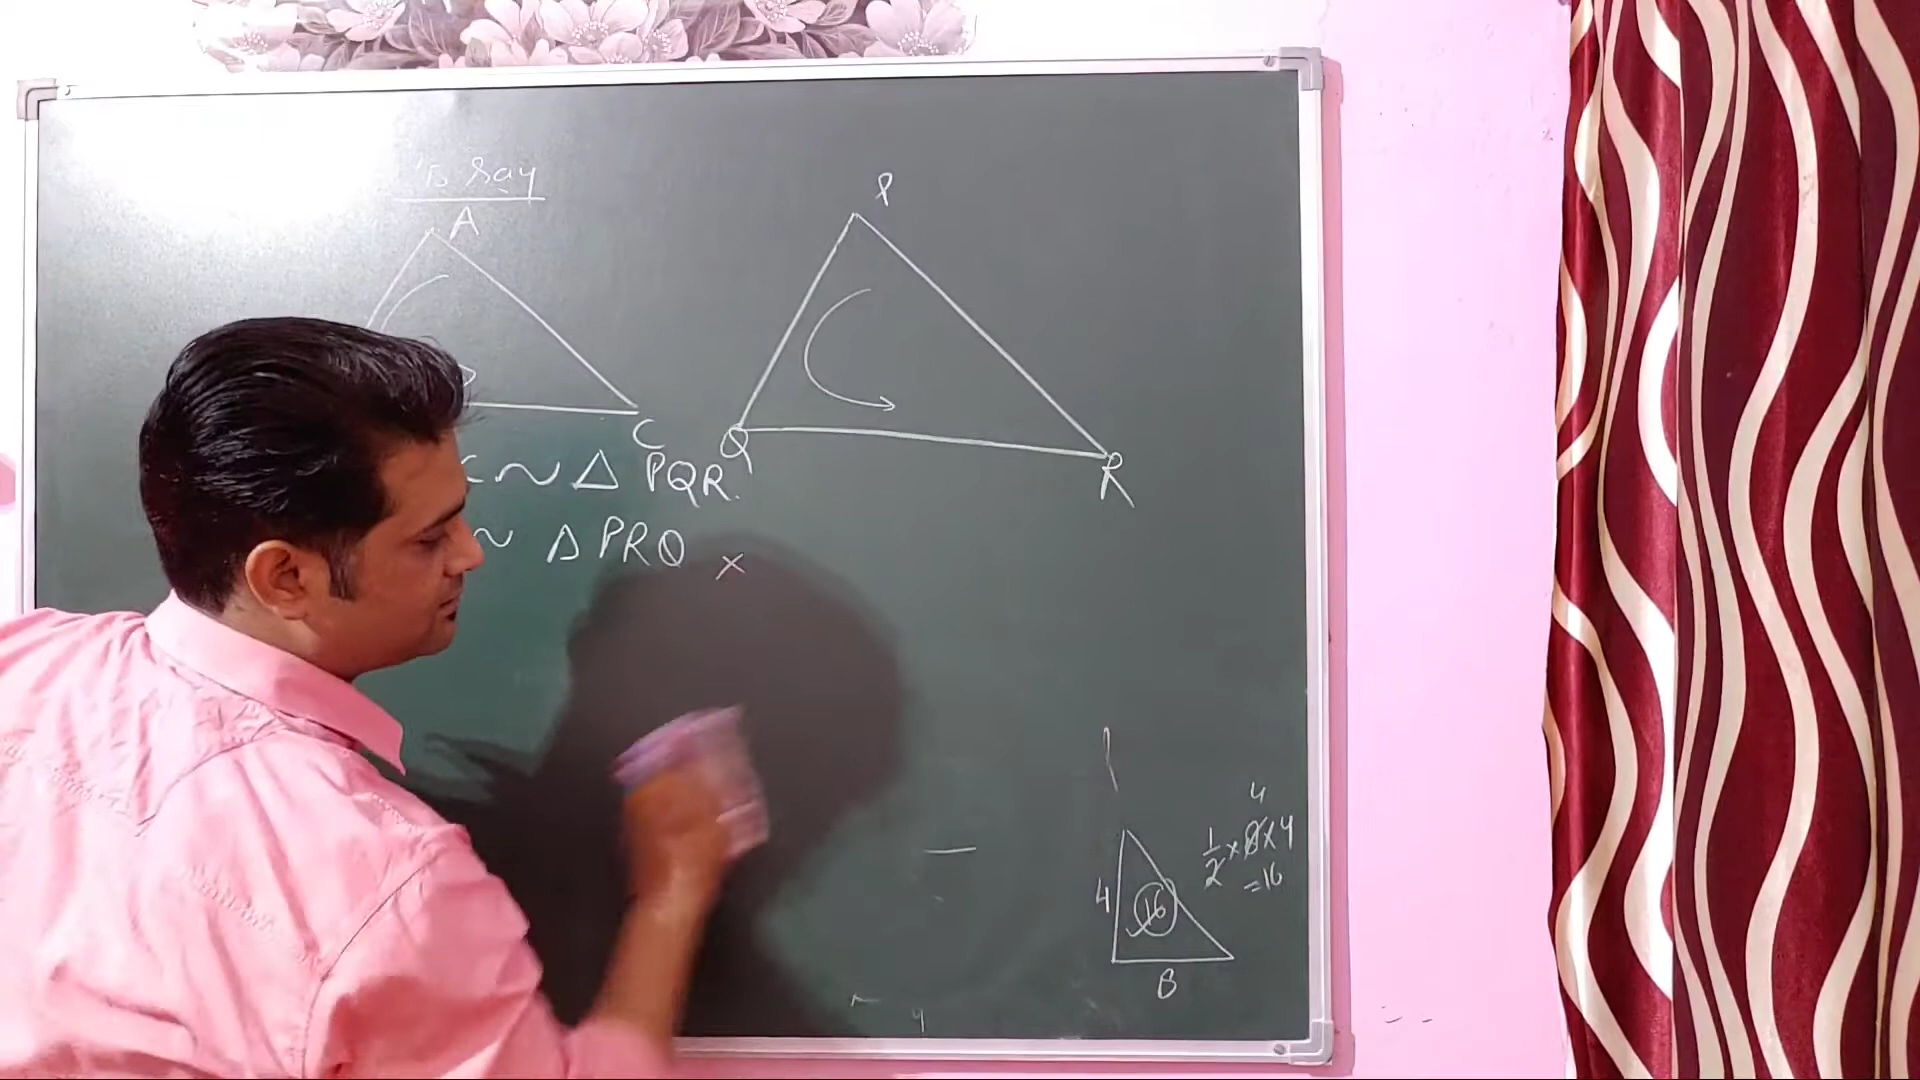 Say
A
P
C
Q
R
~ △ PQR.
~ △ PRQ ×
4
1/2 × 8 × 4
= 16
4
16
8